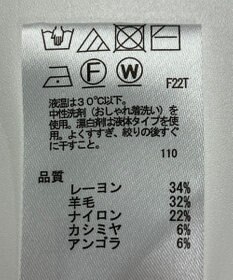 F W F22T
液温は30℃以下。
中性洗剤(おしゃれ着洗い)を
使用。漂白剤は液体タイプを使
用。よくすすぎ、絞りの後すぐ
に干すこと。
110
品質
レーヨン 34%
羊毛 32%
ナイロン 22%
カシミヤ 6%
アンゴラ 6%